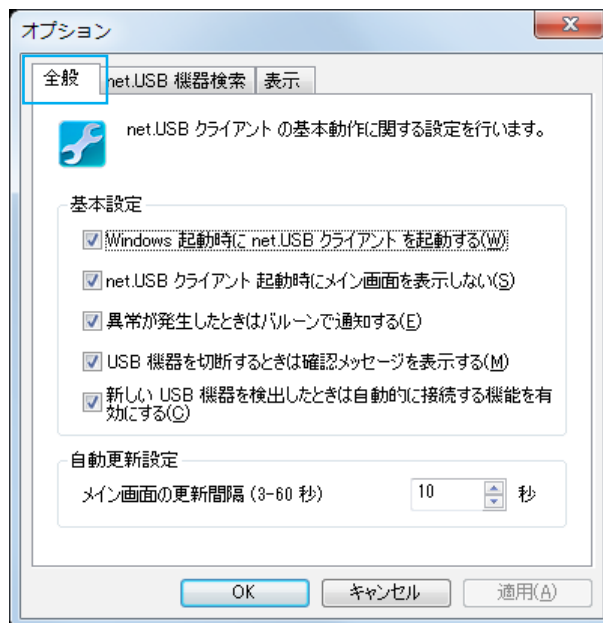 オプション
全般 net.USB 機器検索 表示
net.USB クライアント の基本動作に関する設定を行います。
基本設定
Windows 起動時に net.USB クライアント を起動する(W)
net.USB クライアント 起動時にメイン画面を表示しない(S)
異常が発生したときはバルーンで通知する(E)
USB 機器を切断するときは確認メッセージを表示する(M)
新しい USB 機器を検出したときは自動的に接続する機能を有
効にする(C)
自動更新設定
メイン画面の更新間隔 (3-60 秒) 10 秒
OK キャンセル 適用(A)